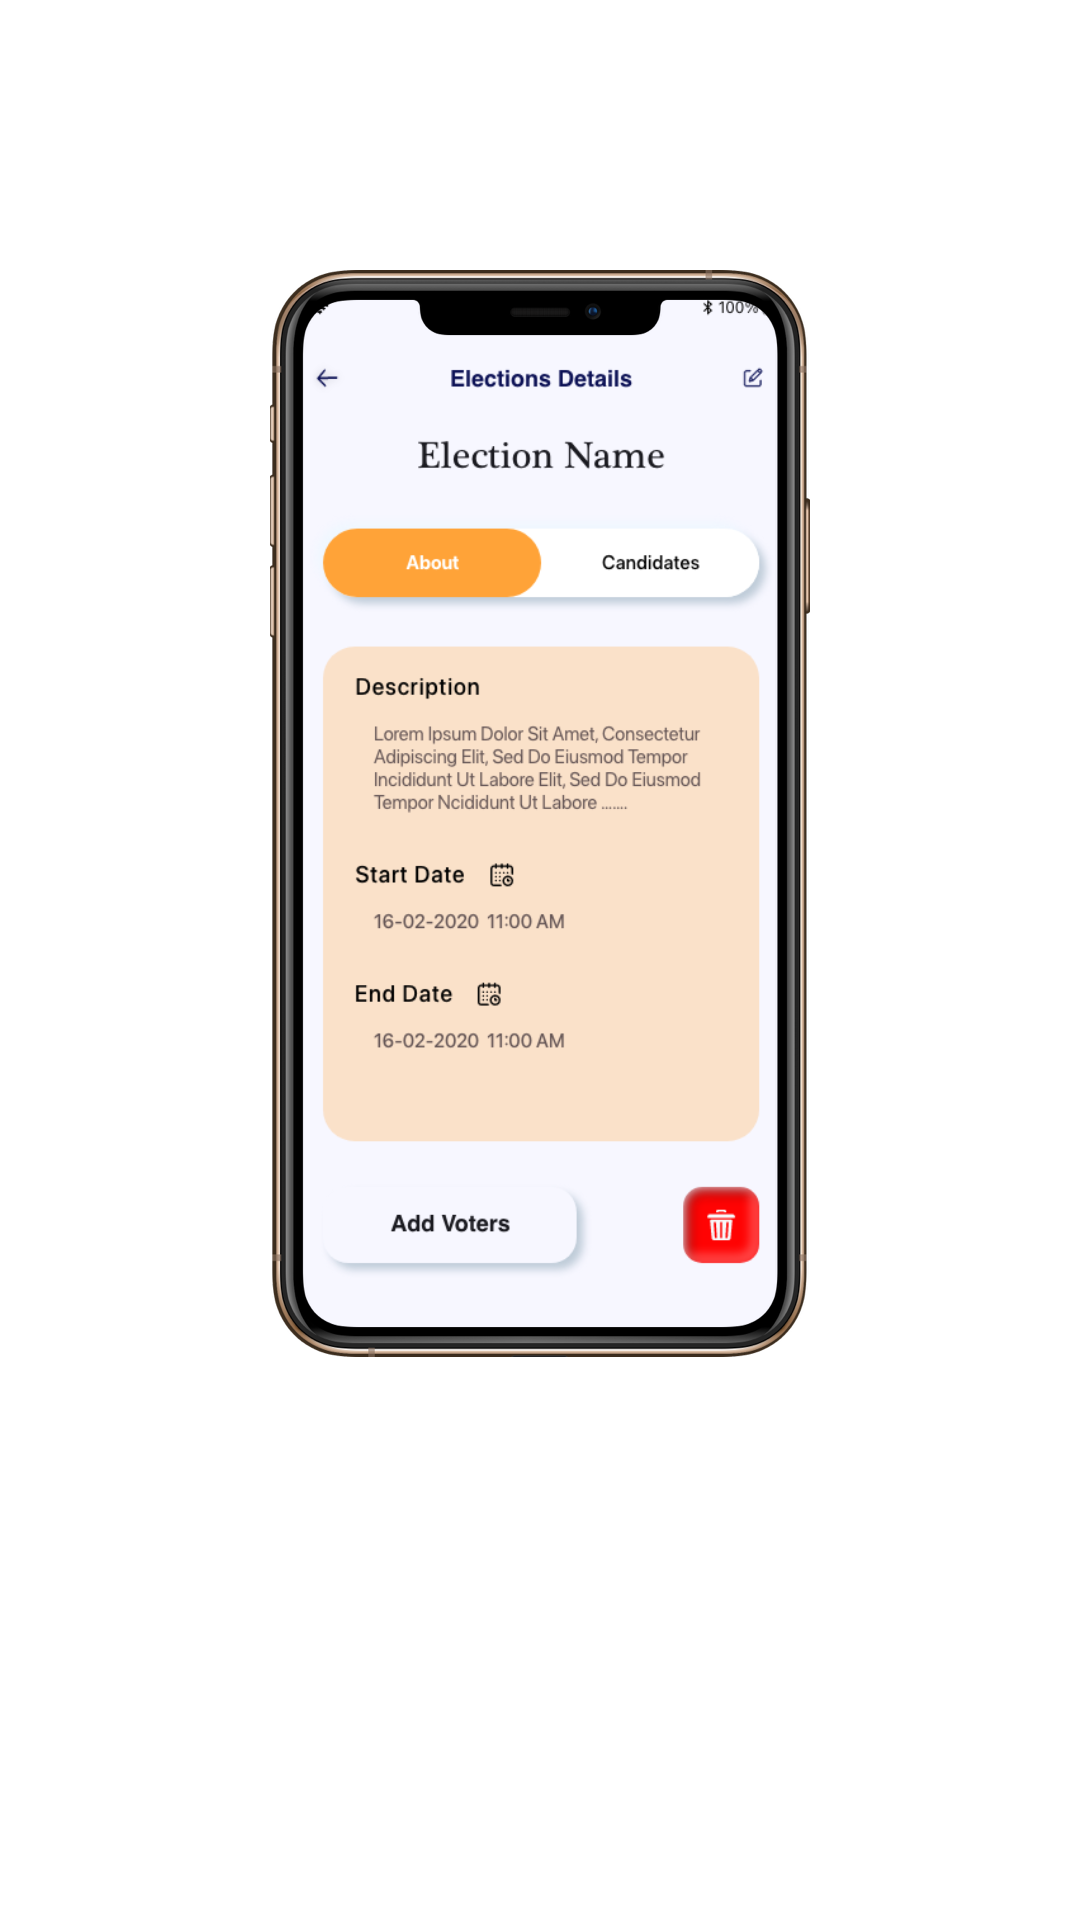 100%
Elections Details
Election Name
About
Candidates
Description
Lorem Ipsum Dolor Sit Amet, Consectetur
Adipiscing Elit, Sed Do Eiusmod Tempor
Incididunt Ut Labore Elit, Sed Do Eiusmod
Tempor Ncididunt Ut Labore .......
Start Date
16-02-2020 11:00 AM
End Date
16-02-2020 11:00 AM
Add Voters